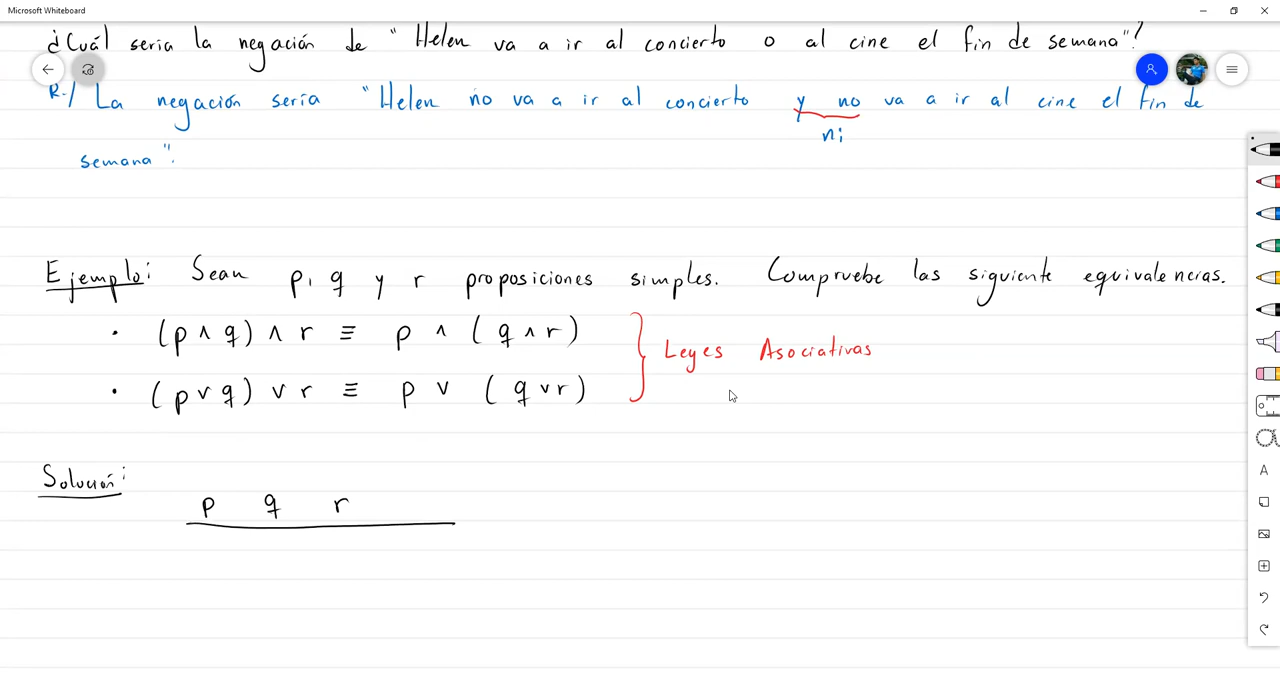 Microsoft Whiteboard
¿Cuál sería la negación de "Helen va a ir al concierto o al cine el fin de semana"?
R./ La negación sería "Helen no va a ir al concierto y no va a ir al cine el fin de
ni
semana".
Ejemplo: Sean p, q y r proposiciones simples. Compruebe las siguiente equivalencias.
• (p ∧ q) ∧ r ≡ p ∧ (q ∧ r)
Leyes Asociativas
• (p ∨ q) ∨ r ≡ p ∨ (q ∨ r)
Solución:
p q r
A